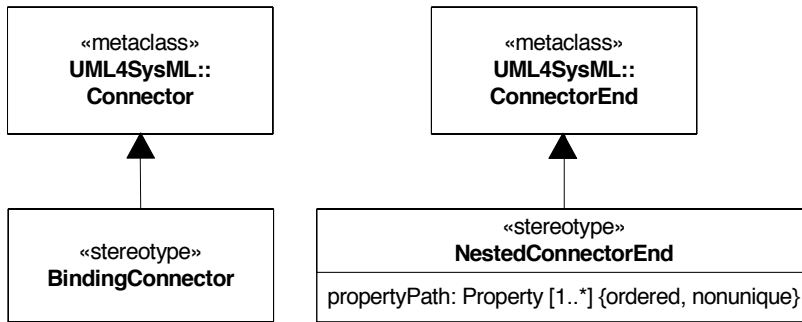 «metaclass»
UML4SysML::
Connector
«metaclass»
UML4SysML::
ConnectorEnd
«stereotype»
BindingConnector
«stereotype»
NestedConnectorEnd
propertyPath: Property [1..*] {ordered, nonunique}